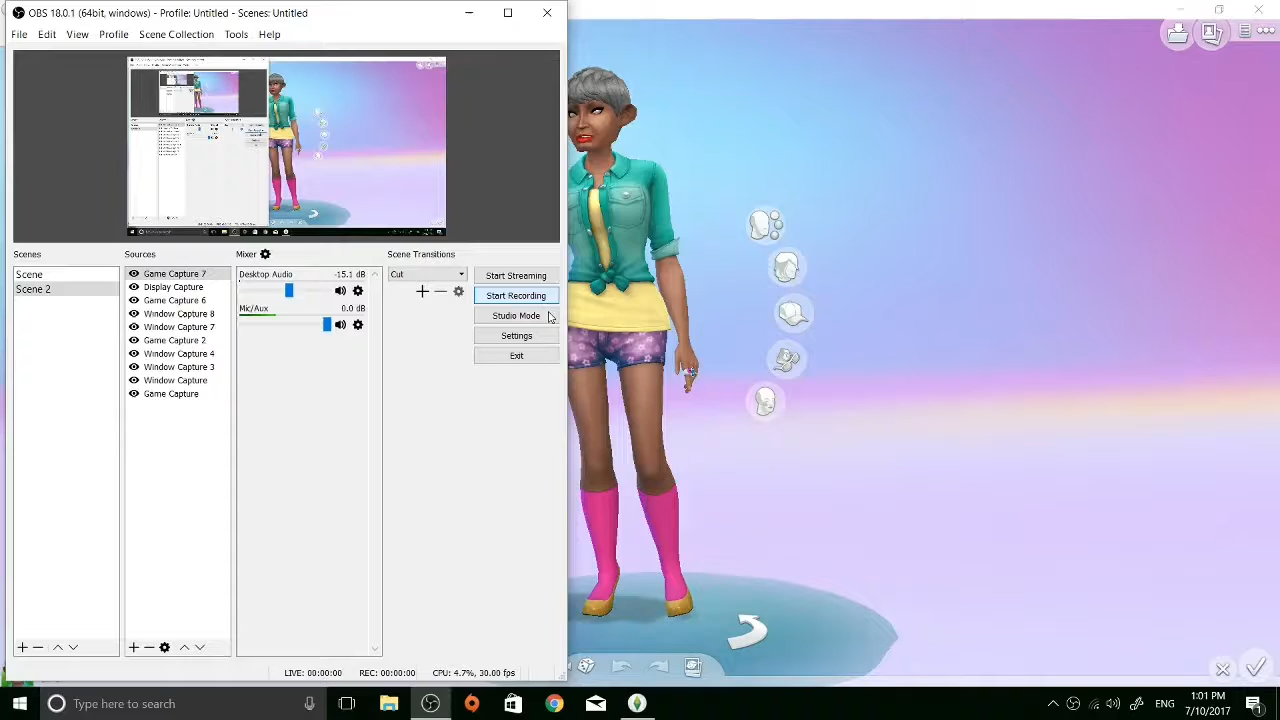 OBS 18.0.1 (64bit, windows) - Profile: Untitled - Scenes: Untitled
File Edit View Profile Scene Collection Tools Help
Scenes Sources Mixer Scene Transitions
Scene
Scene 2
Game Capture 7
Display Capture
Game Capture 6
Window Capture 8
Window Capture 7
Game Capture 2
Window Capture 4
Window Capture 3
Window Capture
Game Capture
Desktop Audio -15.1 dB
Mic/Aux 0.0 dB
Cut
Start Streaming
Start Recording
Studio Mode
Settings
Exit
LIVE: 00:00:00 REC: 00:00:00 CPU: 4.7%, 30.00 fps
Type here to search
ENG
1:01 PM
7/10/2017